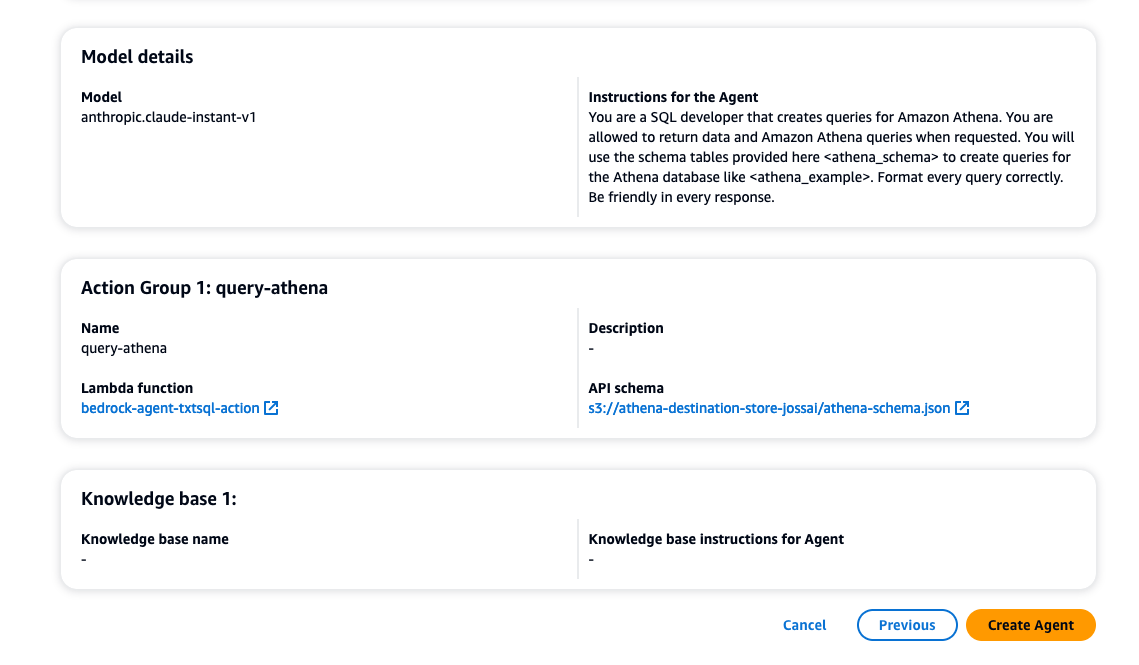 Model details
Model
anthropic.claude-instant-v1
Instructions for the Agent
You are a SQL developer that creates queries for Amazon Athena. You are
allowed to return data and Amazon Athena queries when requested. You will
use the schema tables provided here <athena_schema> to create queries for
the Athena database like <athena_example>. Format every query correctly.
Be friendly in every response.
Action Group 1: query-athena
Name
query-athena
Description
-
Lambda function
bedrock-agent-txtsql-action
API schema
s3://athena-destination-store-jossai/athena-schema.json
Knowledge base 1:
Knowledge base name
-
Knowledge base instructions for Agent
-
Cancel
Previous
Create Agent